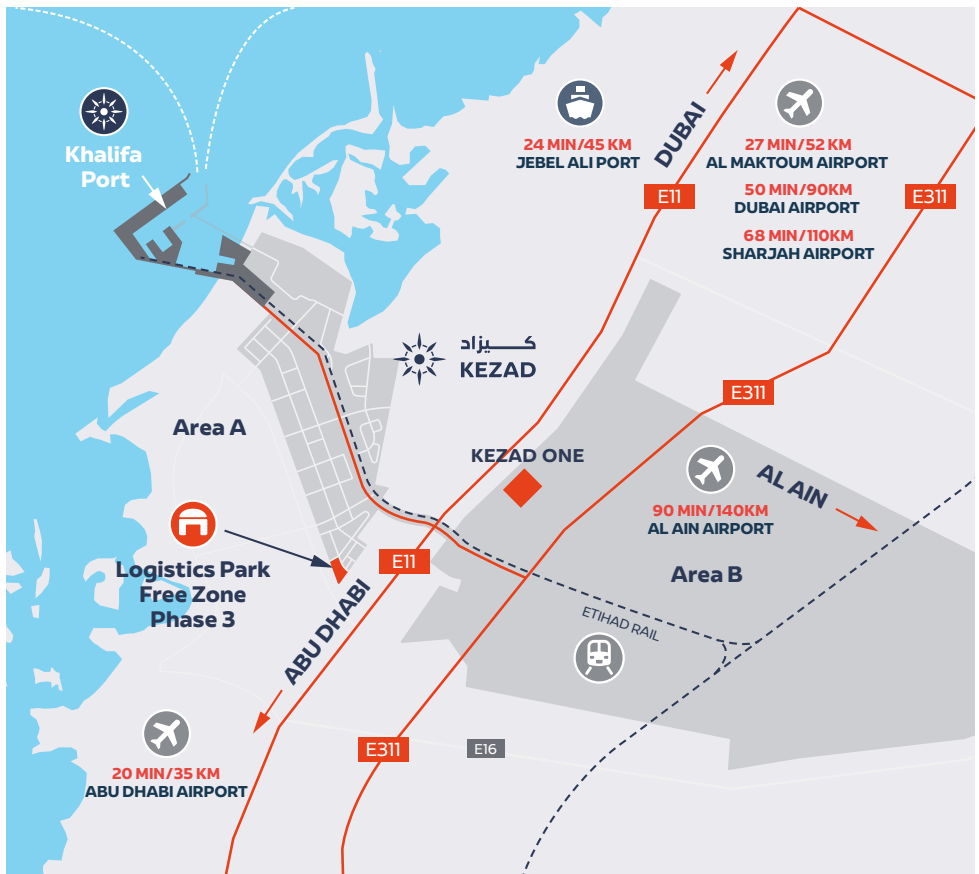 Khalifa
Port
24 MIN/45 KM
JEBEL ALI PORT
DUBAI
27 MIN/52 KM
AL MAKTOUM AIRPORT
50 MIN/90KM
DUBAI AIRPORT
68 MIN/110KM
SHARJAH AIRPORT
E11
E311
كـــيزاد
KEZAD
E311
Area A
KEZAD ONE
AL AIN
90 MIN/140KM
AL AIN AIRPORT
E11
Area B
Logistics Park
Free Zone
Phase 3
ABU DHABI
ETIHAD RAIL
E311
E16
20 MIN/35 KM
ABU DHABI AIRPORT